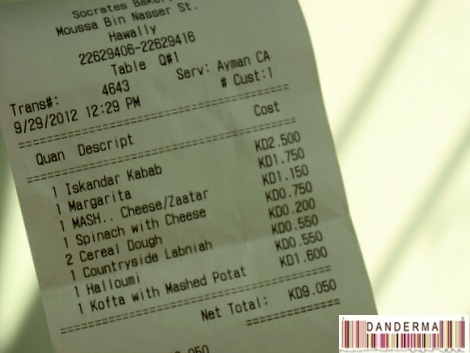 Socrates Bakery
Moussa Bin Nasser St.
Hawally
22629406-22629416
Table Q#1
Trans#: 4643 Serv: Ayman CA
9/29/2012 12:29 PM # Cust:1
Quan Descript Cost
1 Iskandar Kabab KD2.500
1 Margarita KD1.750
1 MASH.. Cheese/Zaatar KD1.150
1 Spinach with Cheese KD0.750
2 Cereal Dough KD0.200
1 Countryside Labniah KD0.550
1 Halloumi KD0.550
1 Kofta with Mashed Potat KD1.600
Net Total: KD9.050
DANDERMA